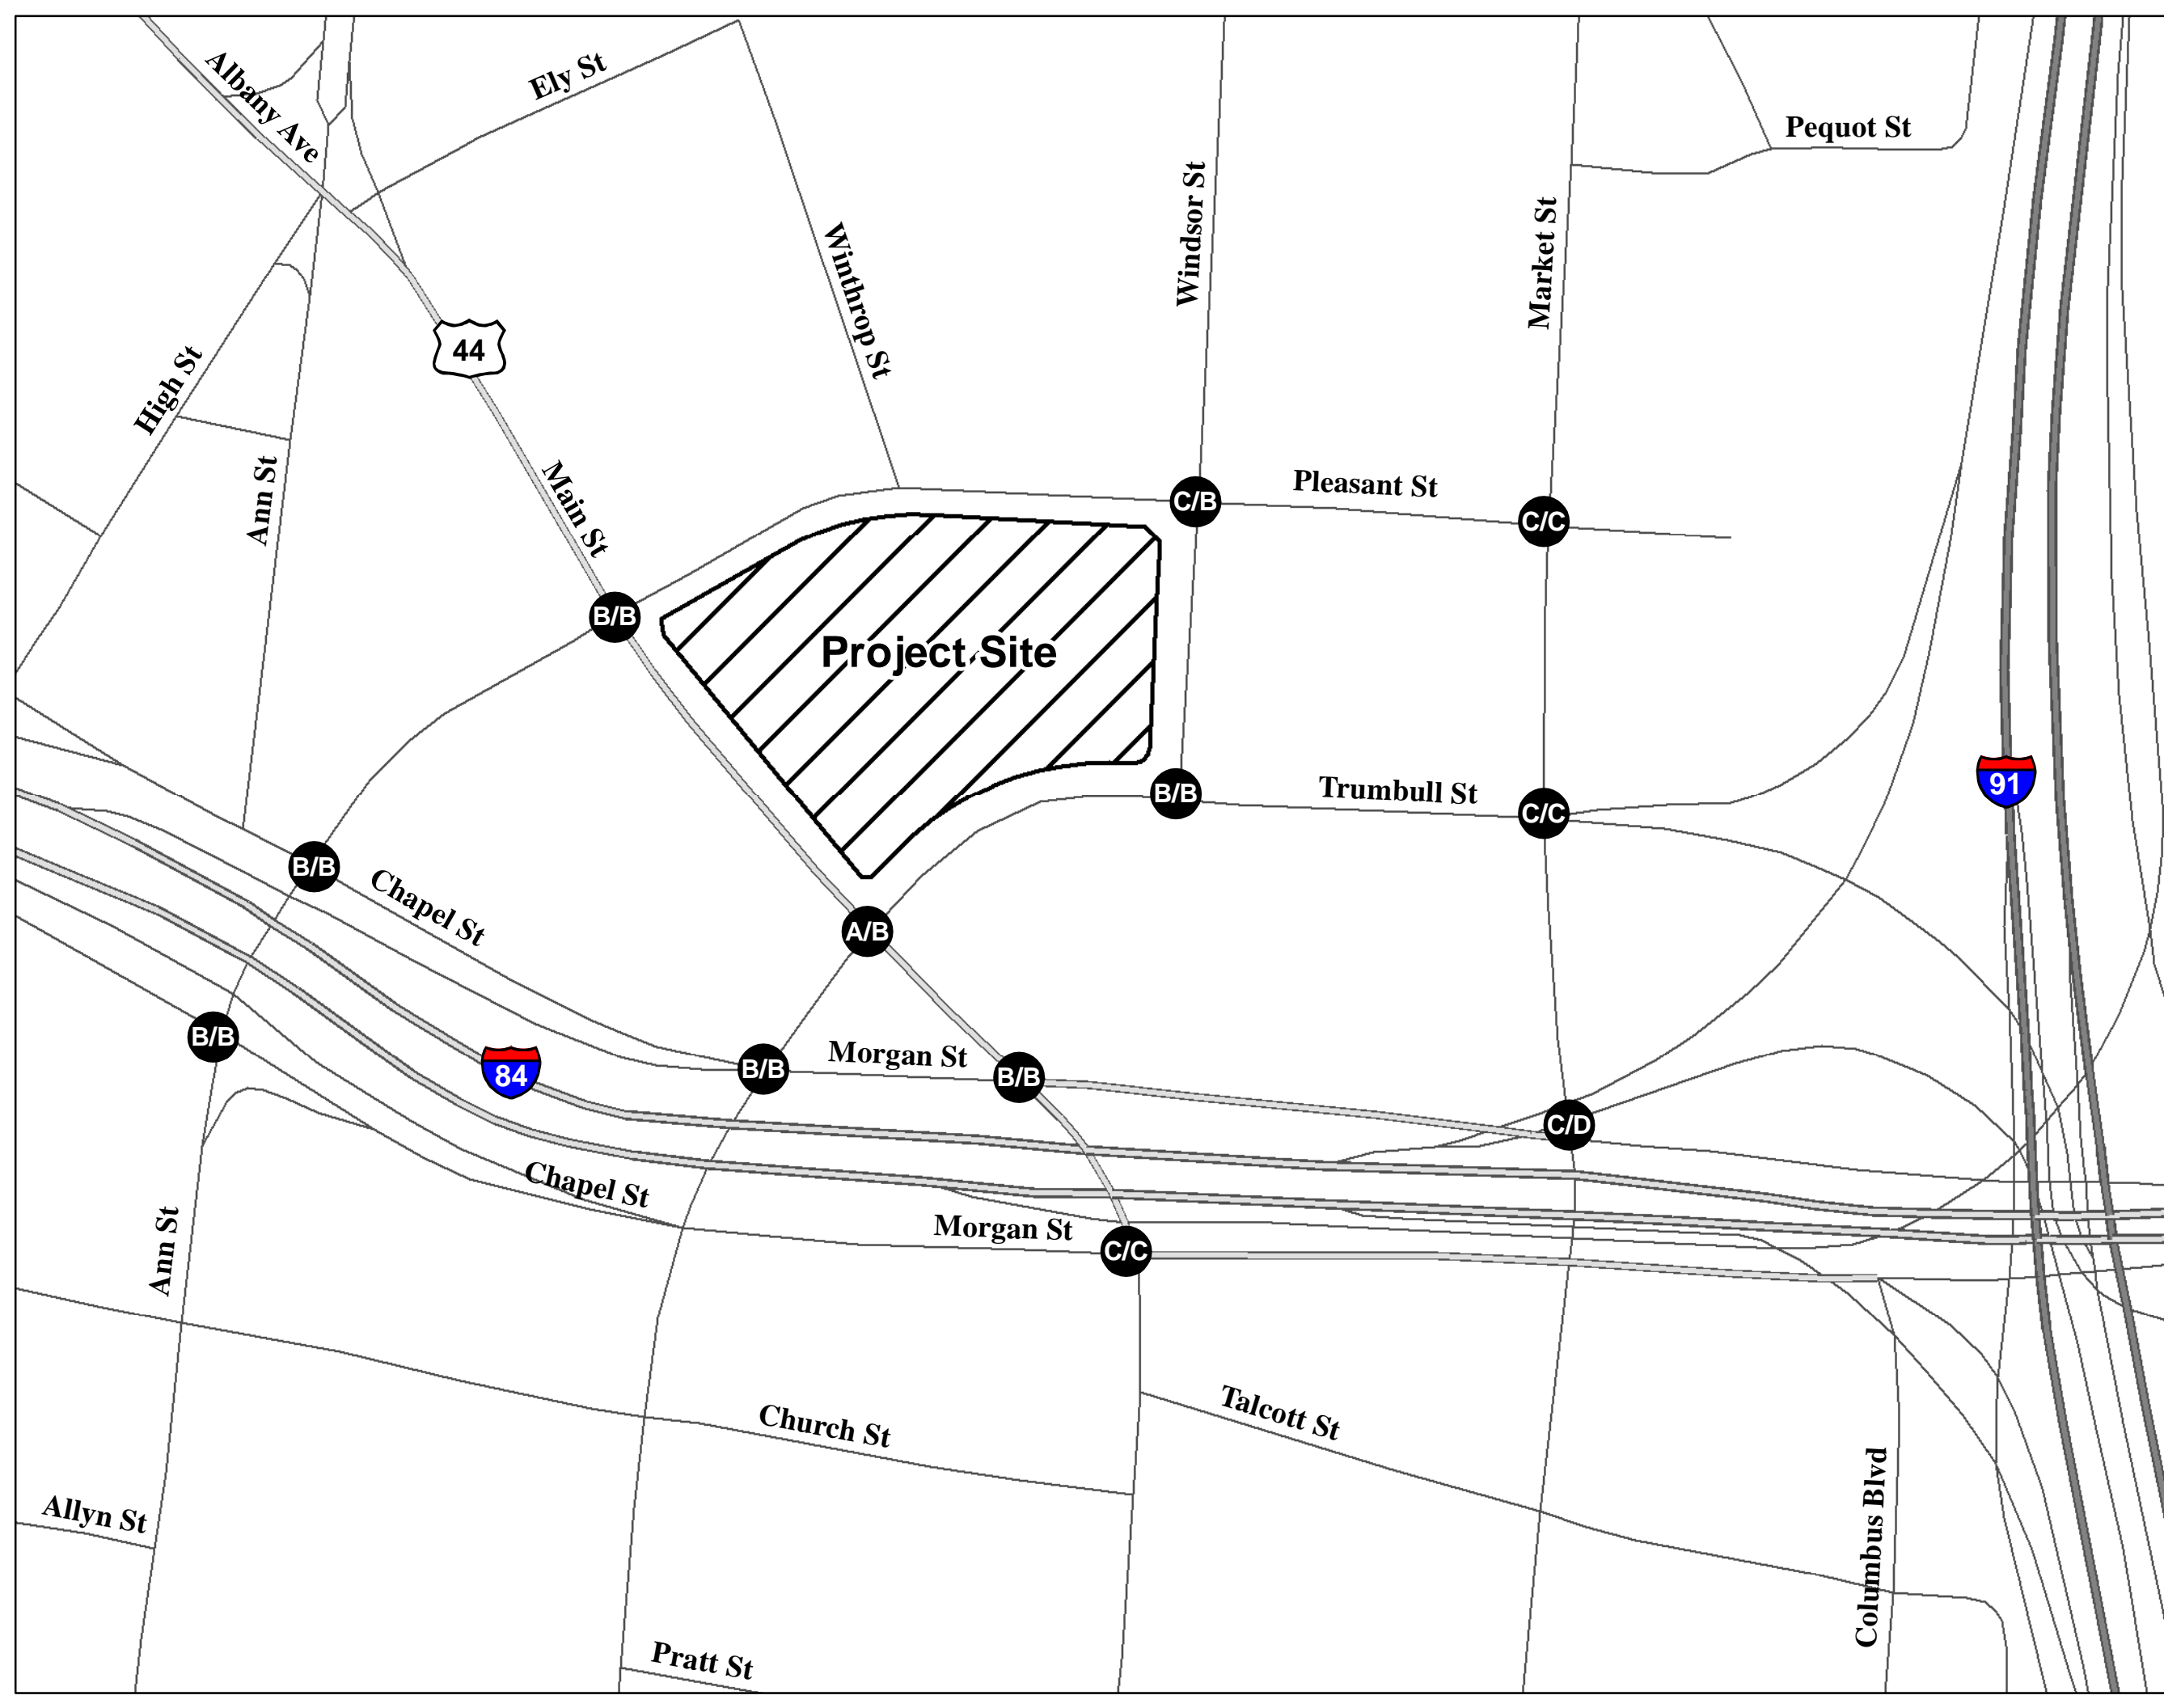 Albany Ave
Ely St
Pequot St
Winthrop St
Windsor St
Market St
44
High St
Ann St
Main St
Pleasant St
C/B
C/C
B/B
Project Site
91
B/B
Trumbull St
C/C
B/B
Chapel St
A/B
B/B
84
B/B
Morgan St
B/B
C/D
Chapel St
Morgan St
C/C
Ann St
Church St
Talcott St
Columbus Blvd
Allyn St
Pratt St